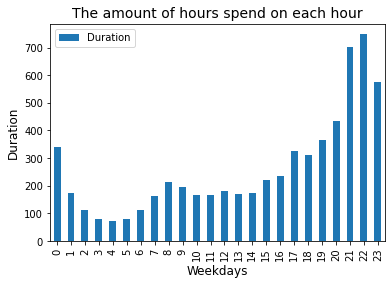 The amount of hours spend on each hour
Duration
Duration
700
600
500
400
300
200
100
0
0 1 2 3 4 5 6 7 8 9 10 11 12 13 14 15 16 17 18 19 20 21 22 23
Weekdays